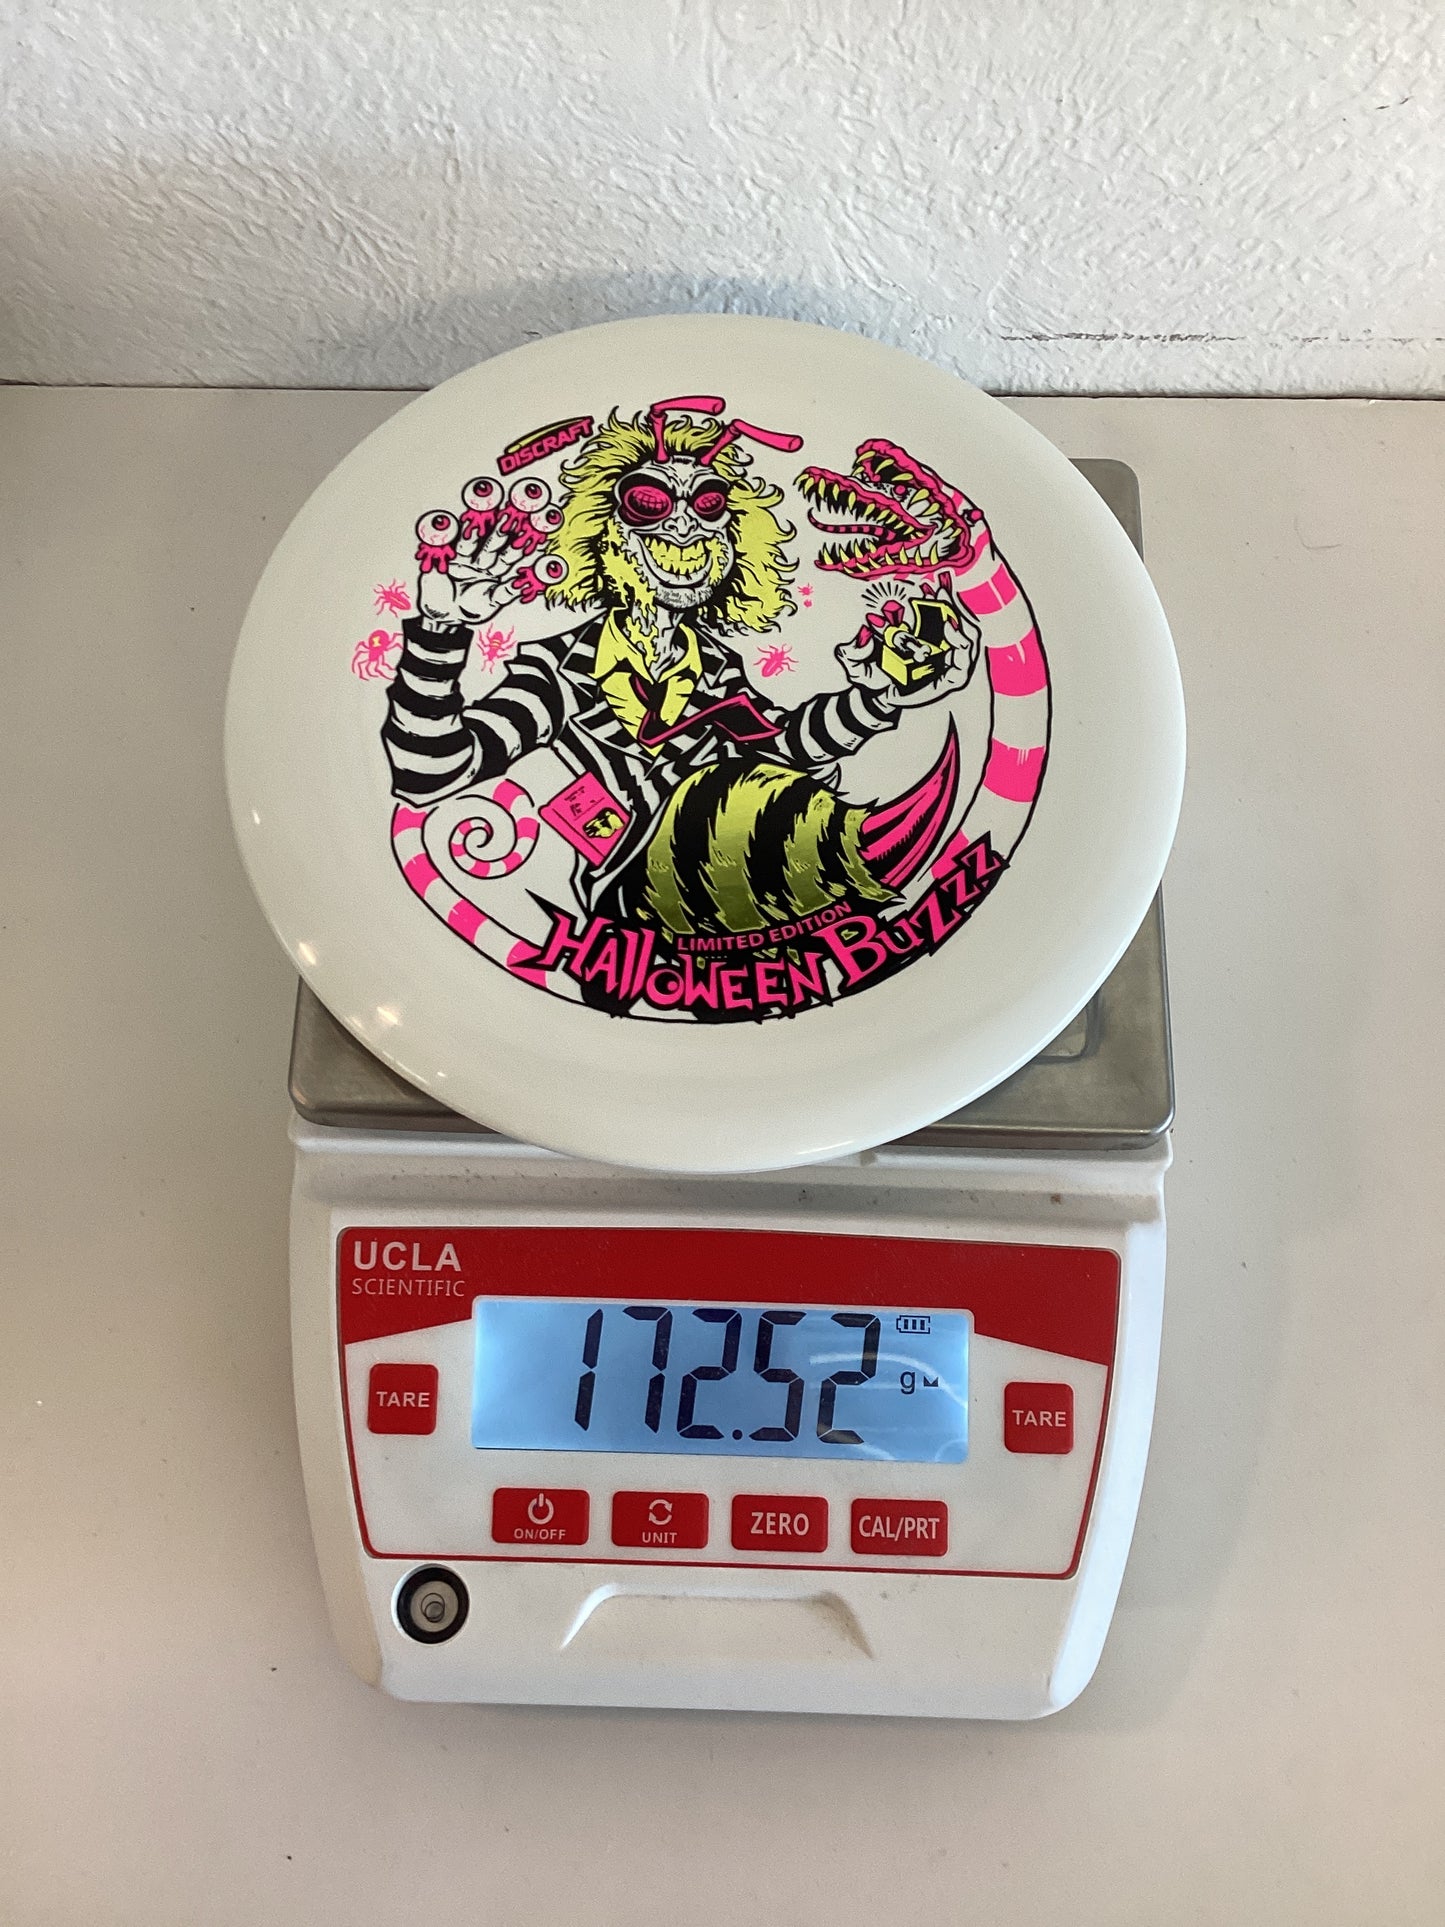 DISCRAFT
LIMITED EDITION
HALLOWEEN BUZZZ
UCLA
SCIENTIFIC
172.52
g
TARE
TARE
ON/OFF
UNIT
ZERO
CAL/PRT